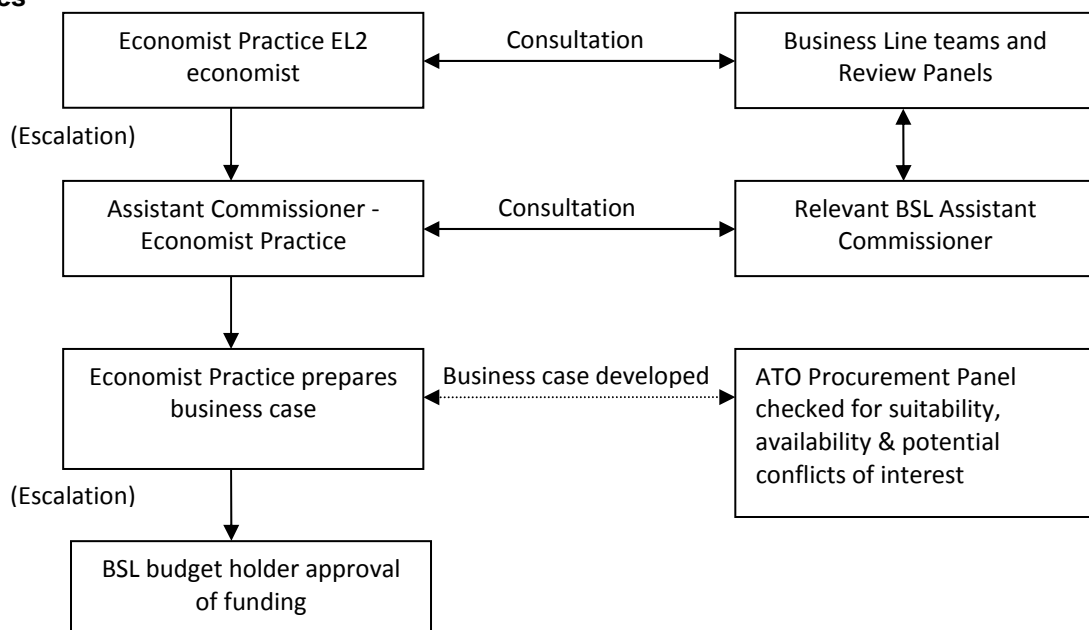 Economist Practice EL2
economist
Consultation
Business Line teams and
Review Panels
(Escalation)
Assistant Commissioner -
Economist Practice
Consultation
Relevant BSL Assistant
Commissioner
Economist Practice prepares
business case
Business case developed
ATO Procurement Panel
checked for suitability,
availability & potential
conflicts of interest
(Escalation)
BSL budget holder approval
of funding